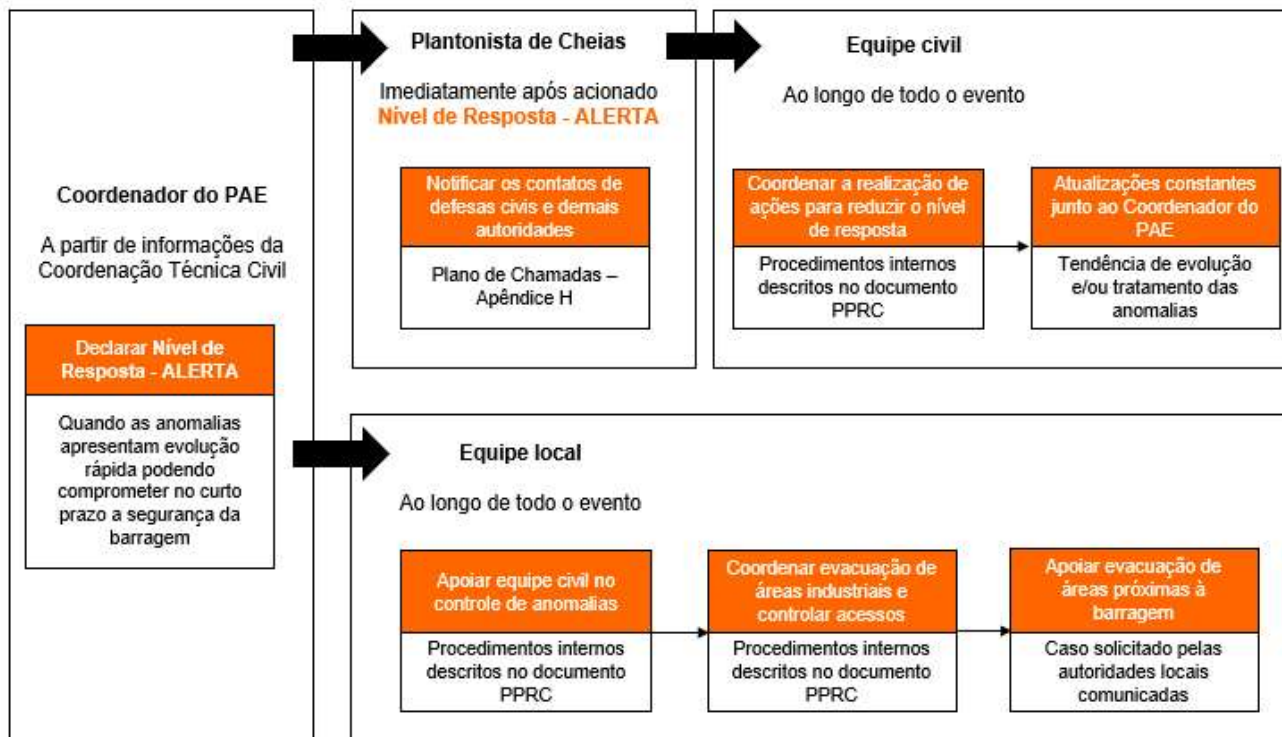 Coordenador do PAE
A partir de informações da
Coordenação Técnica Civil
Declarar Nível de
Resposta - ALERTA
Quando as anomalias
apresentam evolução
rápida podendo
comprometer no curto
prazo a segurança da
barragem
Plantonista de Cheias
Imediatamente após acionado
Nível de Resposta - ALERTA
Notificar os contatos de
defesas civis e demais
autoridades
Plano de Chamadas –
Apêndice H
Equipe civil
Ao longo de todo o evento
Coordenar a realização de
ações para reduzir o nível
de resposta
Procedimentos internos
descritos no documento
PPRC
Atualizações constantes
junto ao Coordenador do
PAE
Tendência de evolução
e/ou tratamento das
anomalias
Equipe local
Ao longo de todo o evento
Apoiar equipe civil no
controle de anomalias
Procedimentos internos
descritos no documento
PPRC
Coordenar evacuação de
áreas industriais e
controlar acessos
Procedimentos internos
descritos no documento
PPRC
Apoiar evacuação de
áreas próximas à
barragem
Caso solicitado pelas
autoridades locais
comunicadas